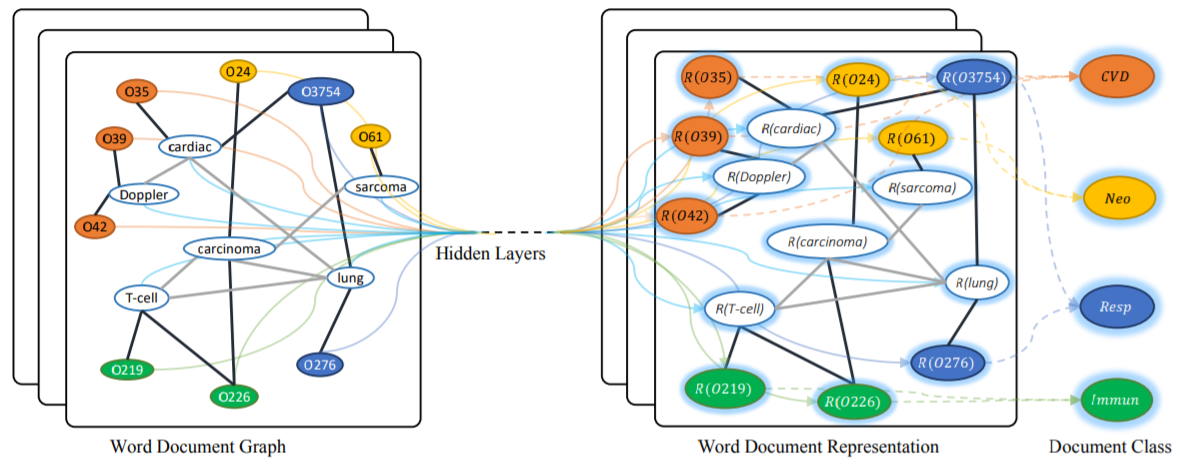 O35
O24
O3754
O39
cardiac
O61
Doppler
sarcoma
O42
carcinoma
lung
T-cell
O219
O276
O226
Word Document Graph
Hidden Layers
R(O35)
R(O24)
R(O3754)
R(O39)
R(cardiac)
R(O61)
R(Doppler)
R(sarcoma)
R(O42)
R(carcinoma)
R(lung)
R(T-cell)
R(O276)
R(O219)
R(O226)
Word Document Representation
CVD
Neo
Resp
Immun
Document Class